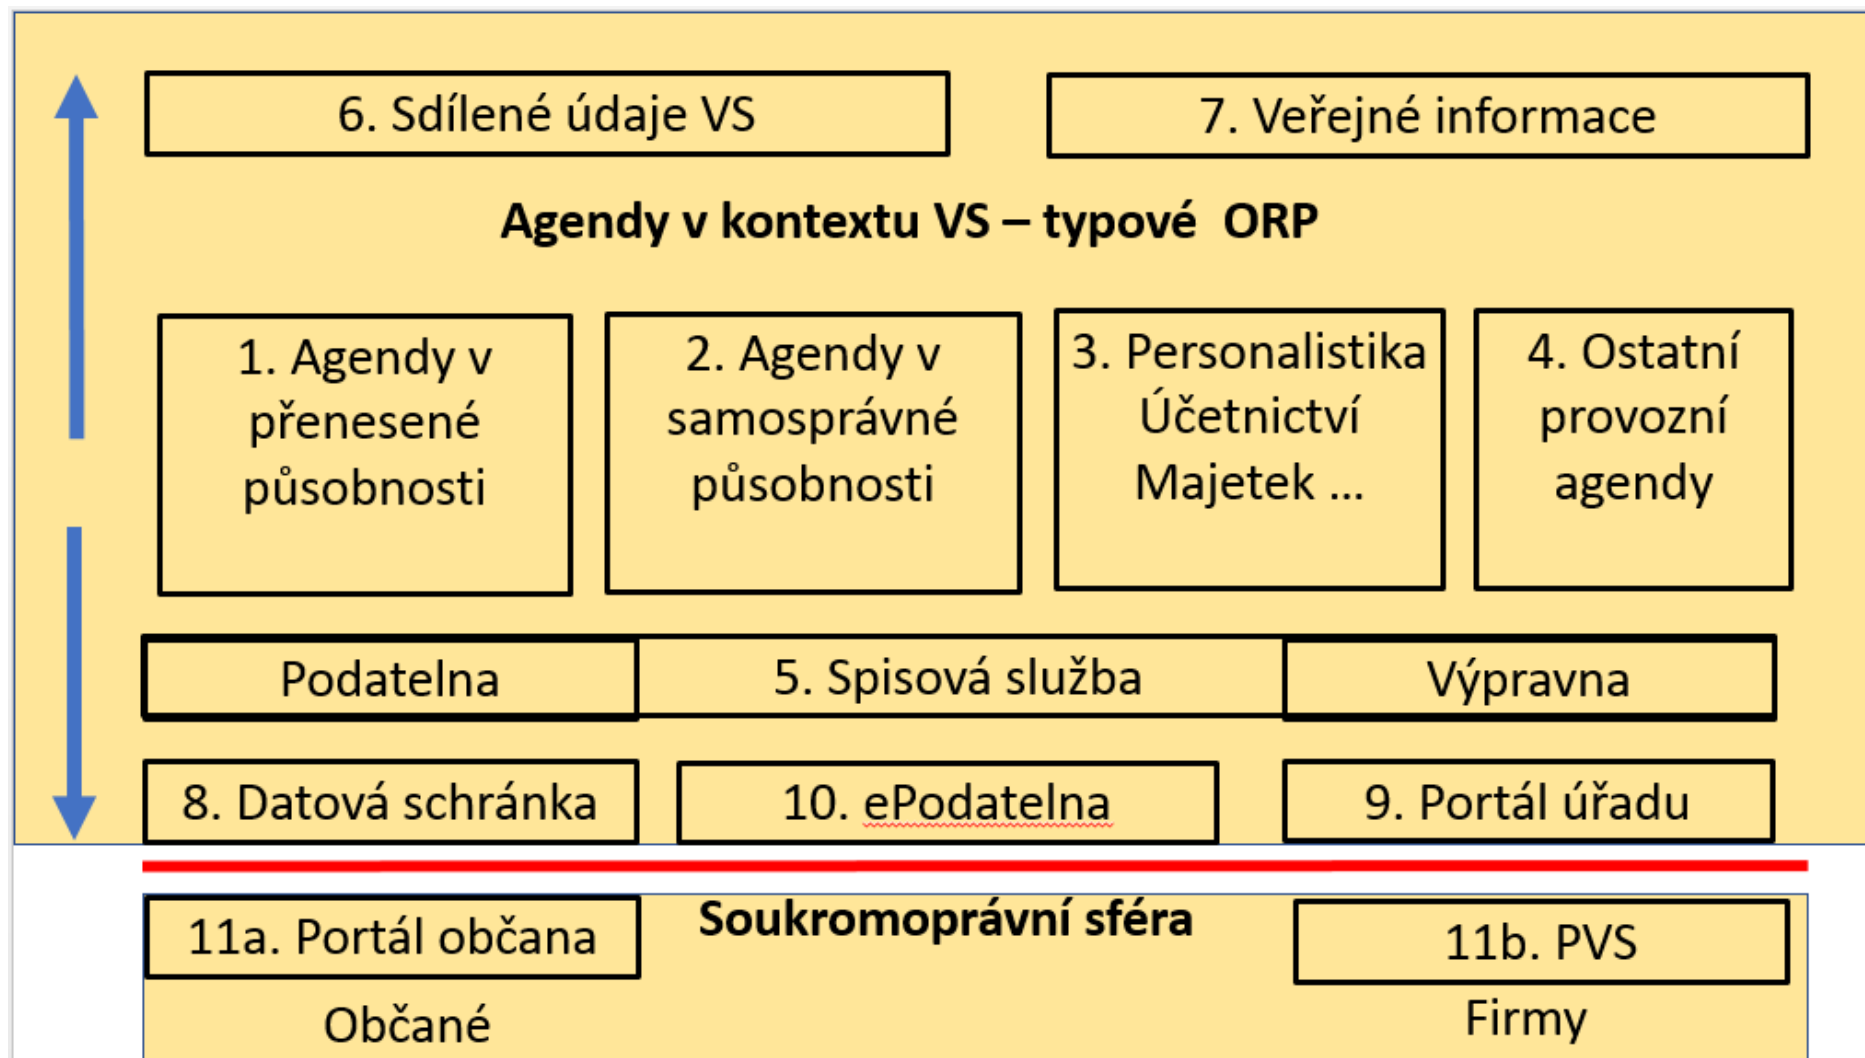 6. Sdílené údaje VS
7. Veřejné informace
Agendy v kontextu VS – typové ORP
1. Agendy v
přenesené
působnosti
2. Agendy v
samosprávné
působnosti
3. Personalistika
Účetnictví
Majetek ...
4. Ostatní
provozní
agendy
Podatelna
5. Spisová služba
Výpravna
8. Datová schránka
10. ePodatelna
9. Portál úřadu
Soukromoprávní sféra
11a. Portál občana
11b. PVS
Občané
Firmy